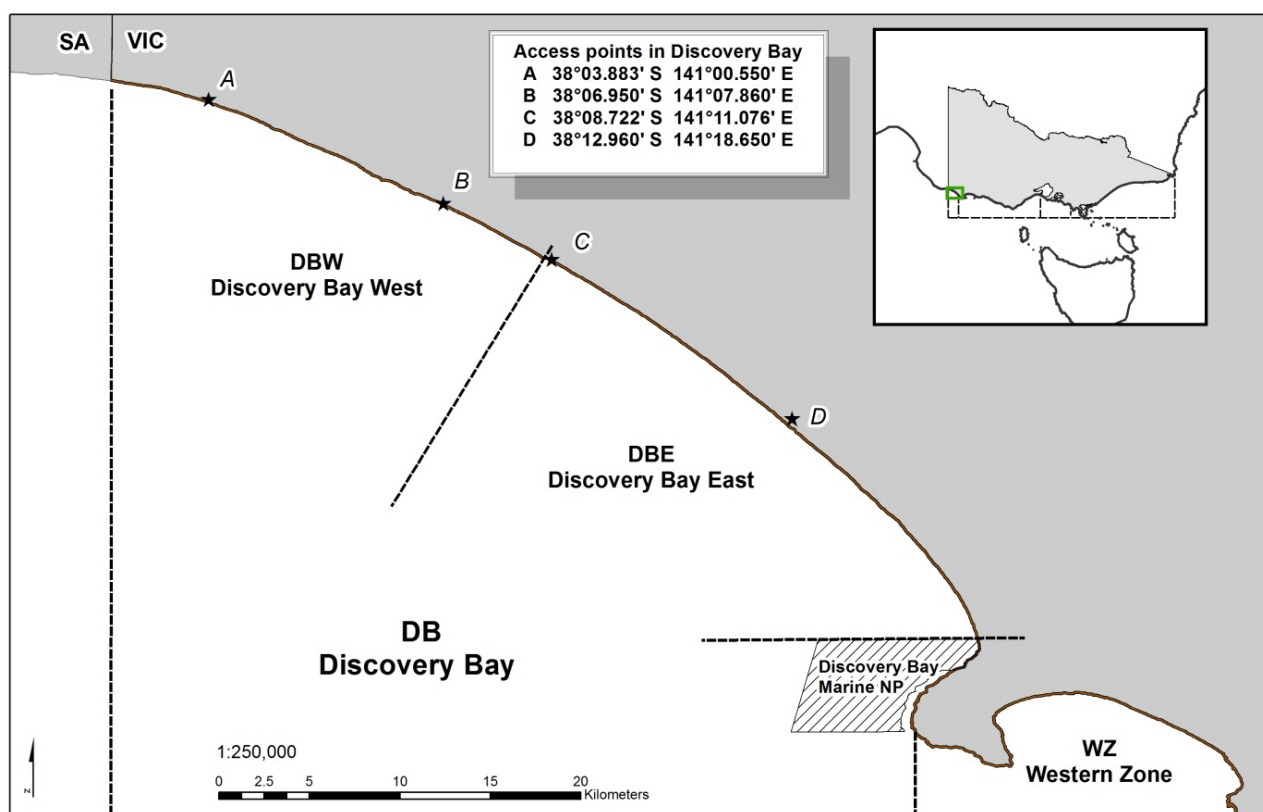 SA VIC
Access points in Discovery Bay
A 38°03.883' S 141°00.550' E
B 38°06.950' S 141°07.860' E
C 38°08.722' S 141°11.076' E
D 38°12.960' S 141°18.650' E
A
B
C
DBW
Discovery Bay West
D
DBE
Discovery Bay East
DB
Discovery Bay
Discovery Bay
Marine NP
WZ
Western Zone
1:250,000
0 2.5 5 10 15 20
Kilometers
z